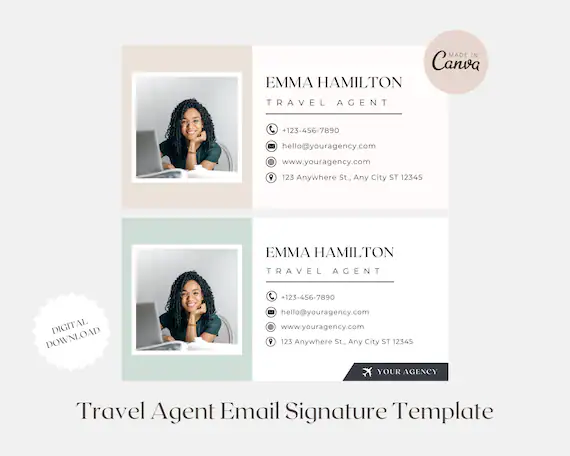 MADE IN
Canva
EMMA HAMILTON
TRAVEL AGENT
+123-456-7890
hello@youragency.com
www.youragency.com
123 Anywhere St., Any City ST 12345
EMMA HAMILTON
TRAVEL AGENT
+123-456-7890
hello@youragency.com
www.youragency.com
123 Anywhere St., Any City ST 12345
YOUR AGENCY
DIGITAL
DOWNLOAD
Travel Agent Email Signature Template